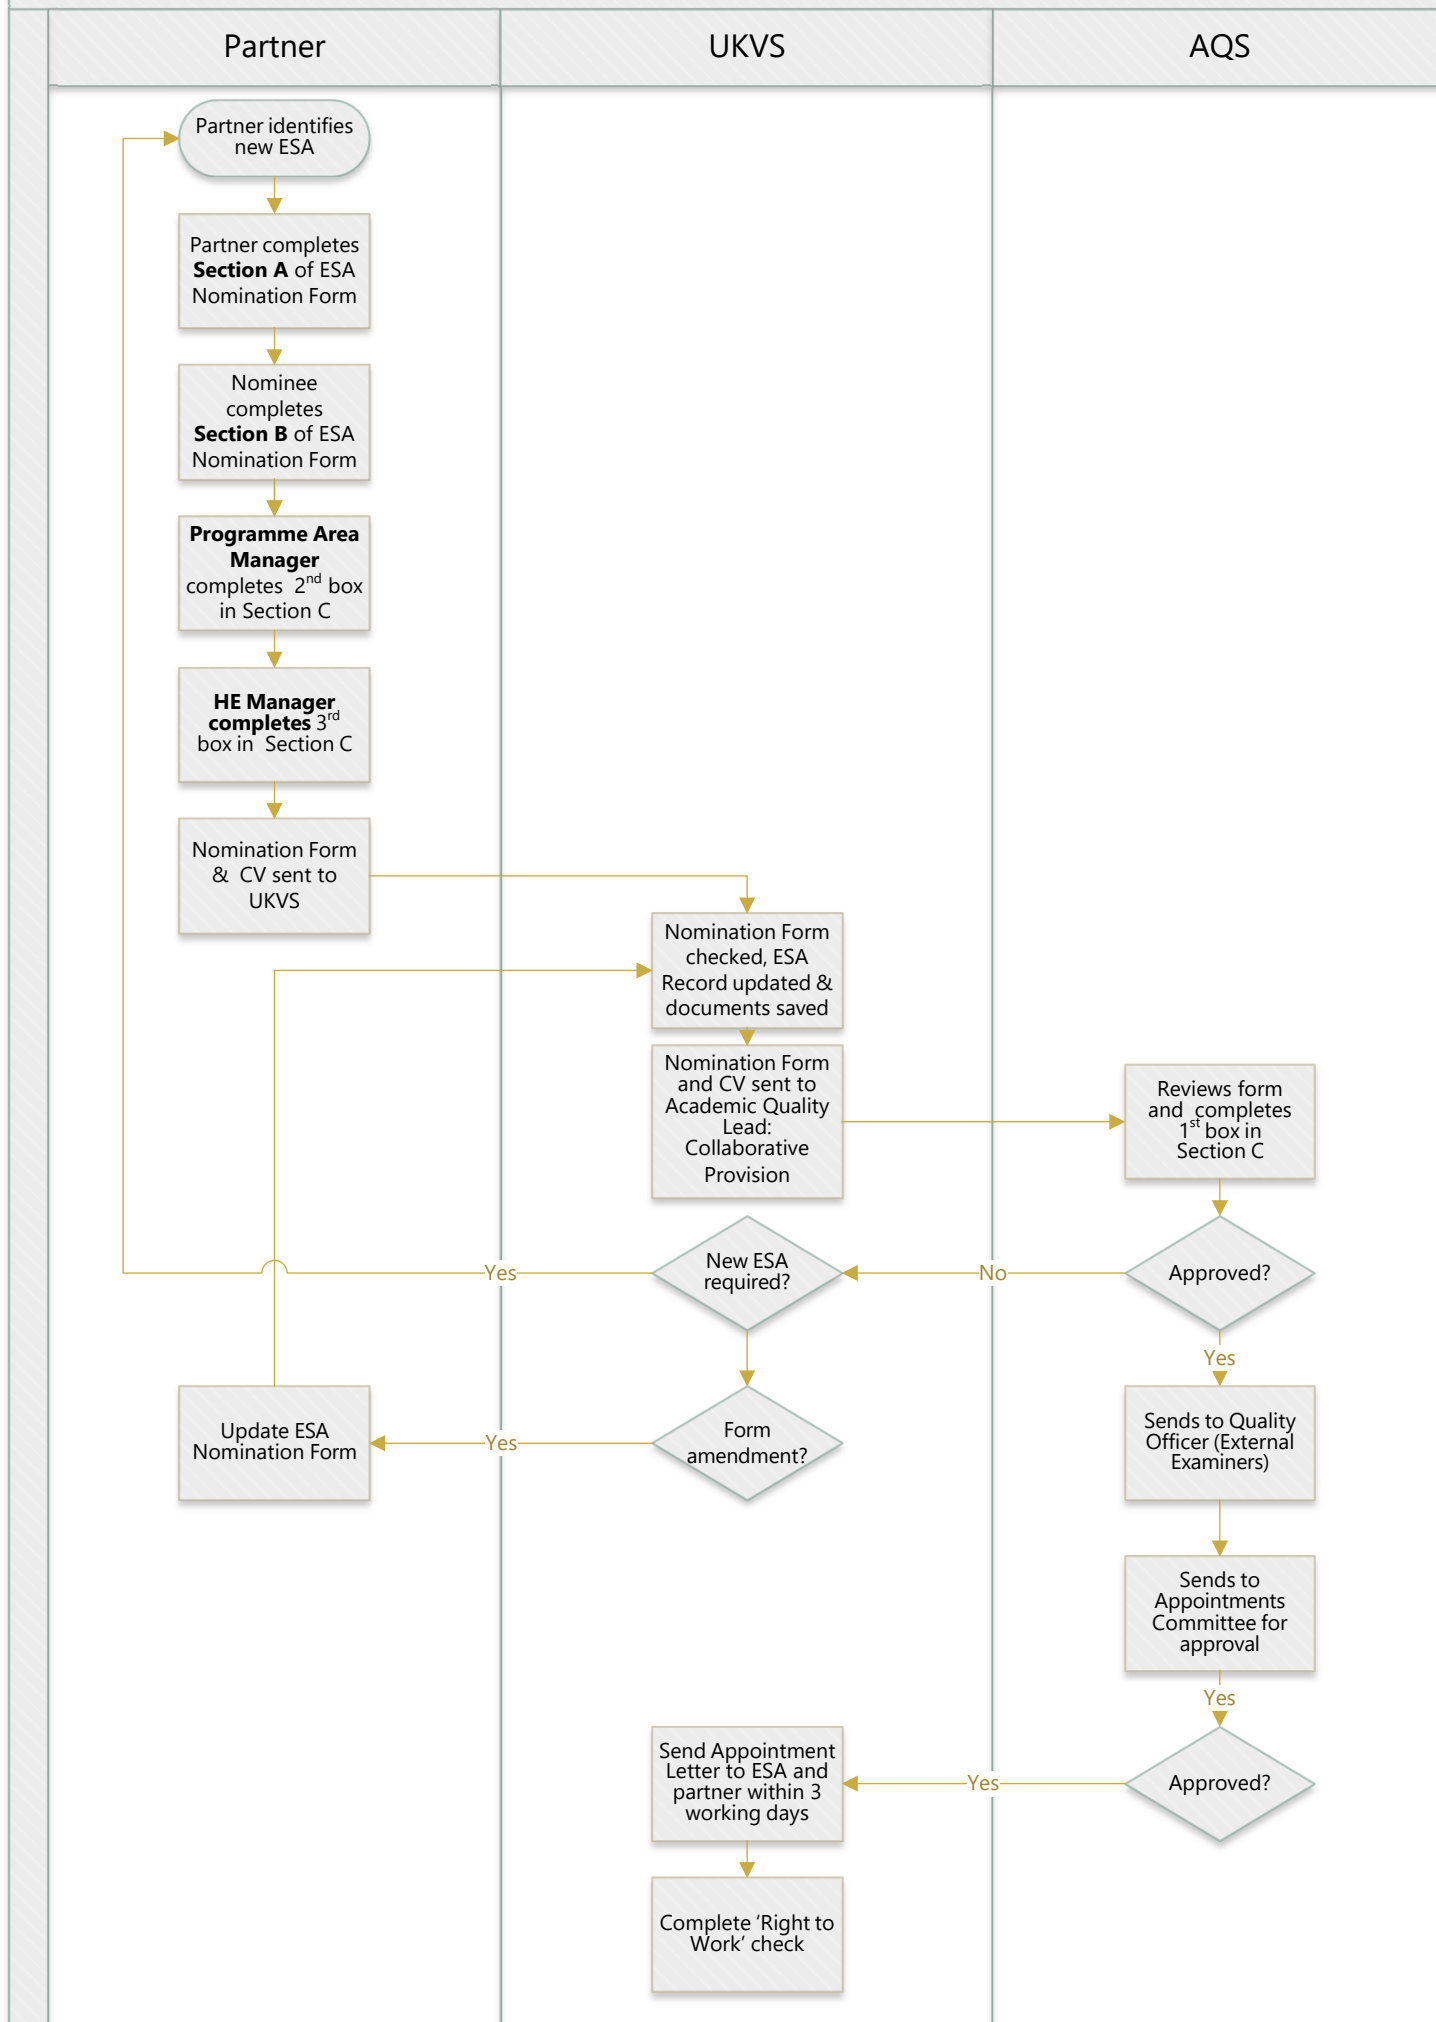 Partner
UKVS
AQS
Partner identifies
new ESA
Partner completes
Section A of ESA
Nomination Form
Nominee
completes
Section B of ESA
Nomination Form
Programme Area
Manager
completes 2nd box
in Section C
HE Manager
completes 3rd
box in Section C
Nomination Form
& CV sent to
UKVS
Nomination Form
checked, ESA
Record updated &
documents saved
Nomination Form
and CV sent to
Academic Quality
Lead:
Collaborative
Provision
Reviews form
and completes
1st box in
Section C
Yes
New ESA
required?
No
Approved?
Yes
Update ESA
Nomination Form
Yes
Form
amendment?
Sends to Quality
Officer (External
Examiners)
Sends to
Appointments
Committee for
approval
Yes
Send Appointment
Letter to ESA and
partner within 3
working days
Yes
Approved?
Complete ‘Right to
Work’ check